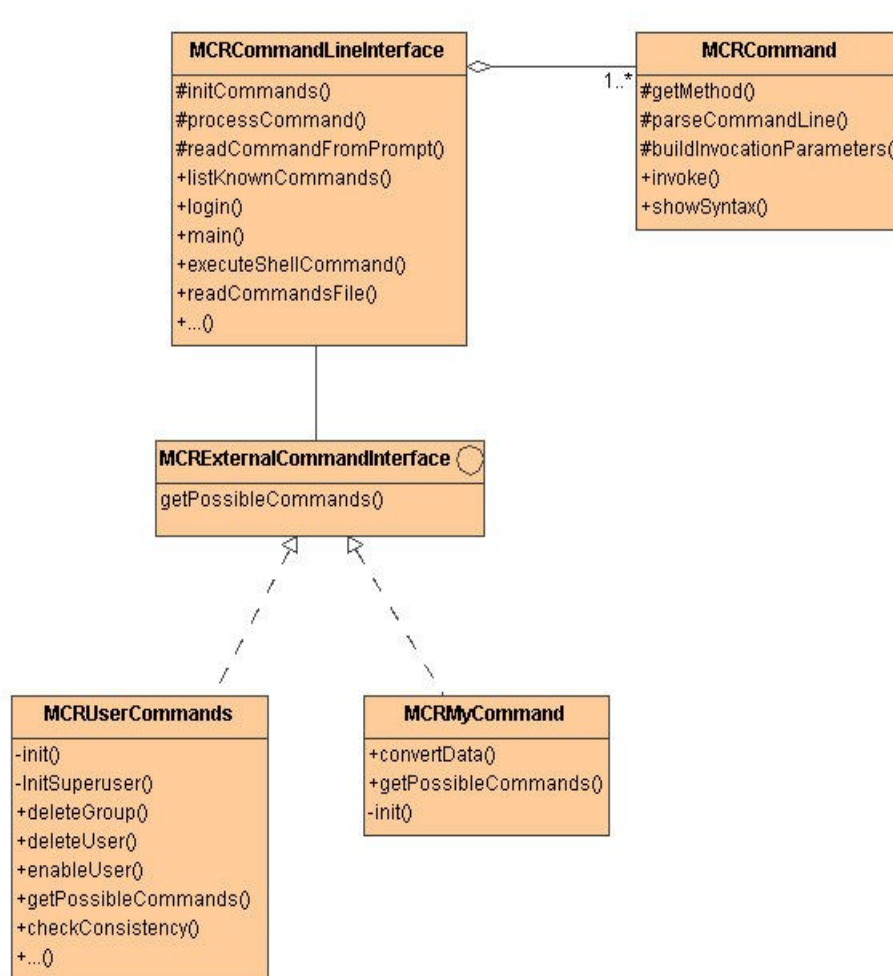 MCRCommandLineInterface
#initCommands()
#processCommand()
#readCommandFromPrompt()
+listKnownCommands()
+login()
+main()
+executeShellCommand()
+readCommandsFile()
+...()
1..*
MCRCommand
#getMethod()
#parseCommandLine()
#buildInvocationParameters()
+invoke()
+showSyntax()
MCRExternalCommandInterface
getPossibleCommands()
MCRUserCommands
-init()
-InitSuperuser()
+deleteGroup()
+deleteUser()
+enableUser()
+getPossibleCommands()
+checkConsistency()
+...()
MCRMyCommand
+convertData()
+getPossibleCommands()
-init()